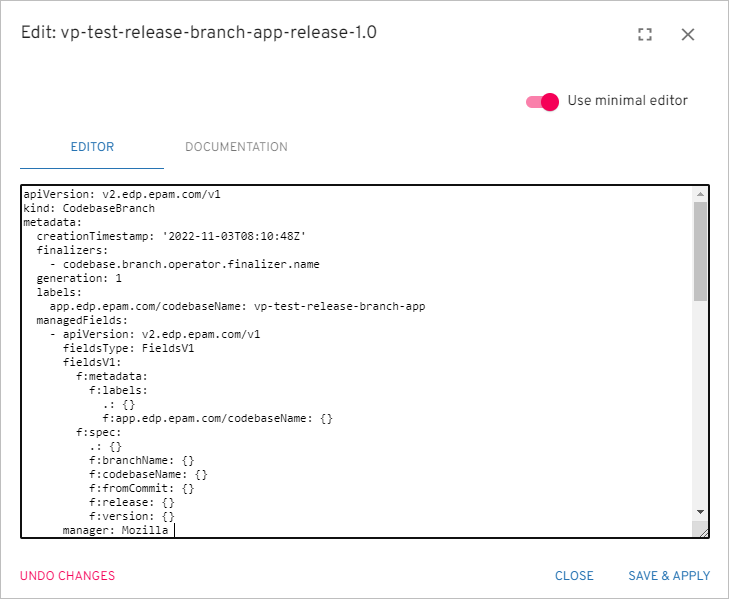 Edit: vp-test-release-branch-app-release-1.0
Use minimal editor
EDITOR DOCUMENTATION
apiVersion: v2.edp.epam.com/v1
kind: CodebaseBranch
metadata:
  creationTimestamp: '2022-11-03T08:10:48Z'
  finalizers:
    - codebase.branch.operator.finalizer.name
  generation: 1
  labels:
    app.edp.epam.com/codebaseName: vp-test-release-branch-app
  managedFields:
    - apiVersion: v2.edp.epam.com/v1
      fieldsType: FieldsV1
      fieldsV1:
        f:metadata:
          f:labels:
            .: {}
            f:app.edp.epam.com/codebaseName: {}
        f:spec:
          .: {}
          f:branchName: {}
          f:codebaseName: {}
          f:fromCommit: {}
          f:release: {}
          f:version: {}
      manager: Mozilla
UNDO CHANGES CLOSE SAVE & APPLY